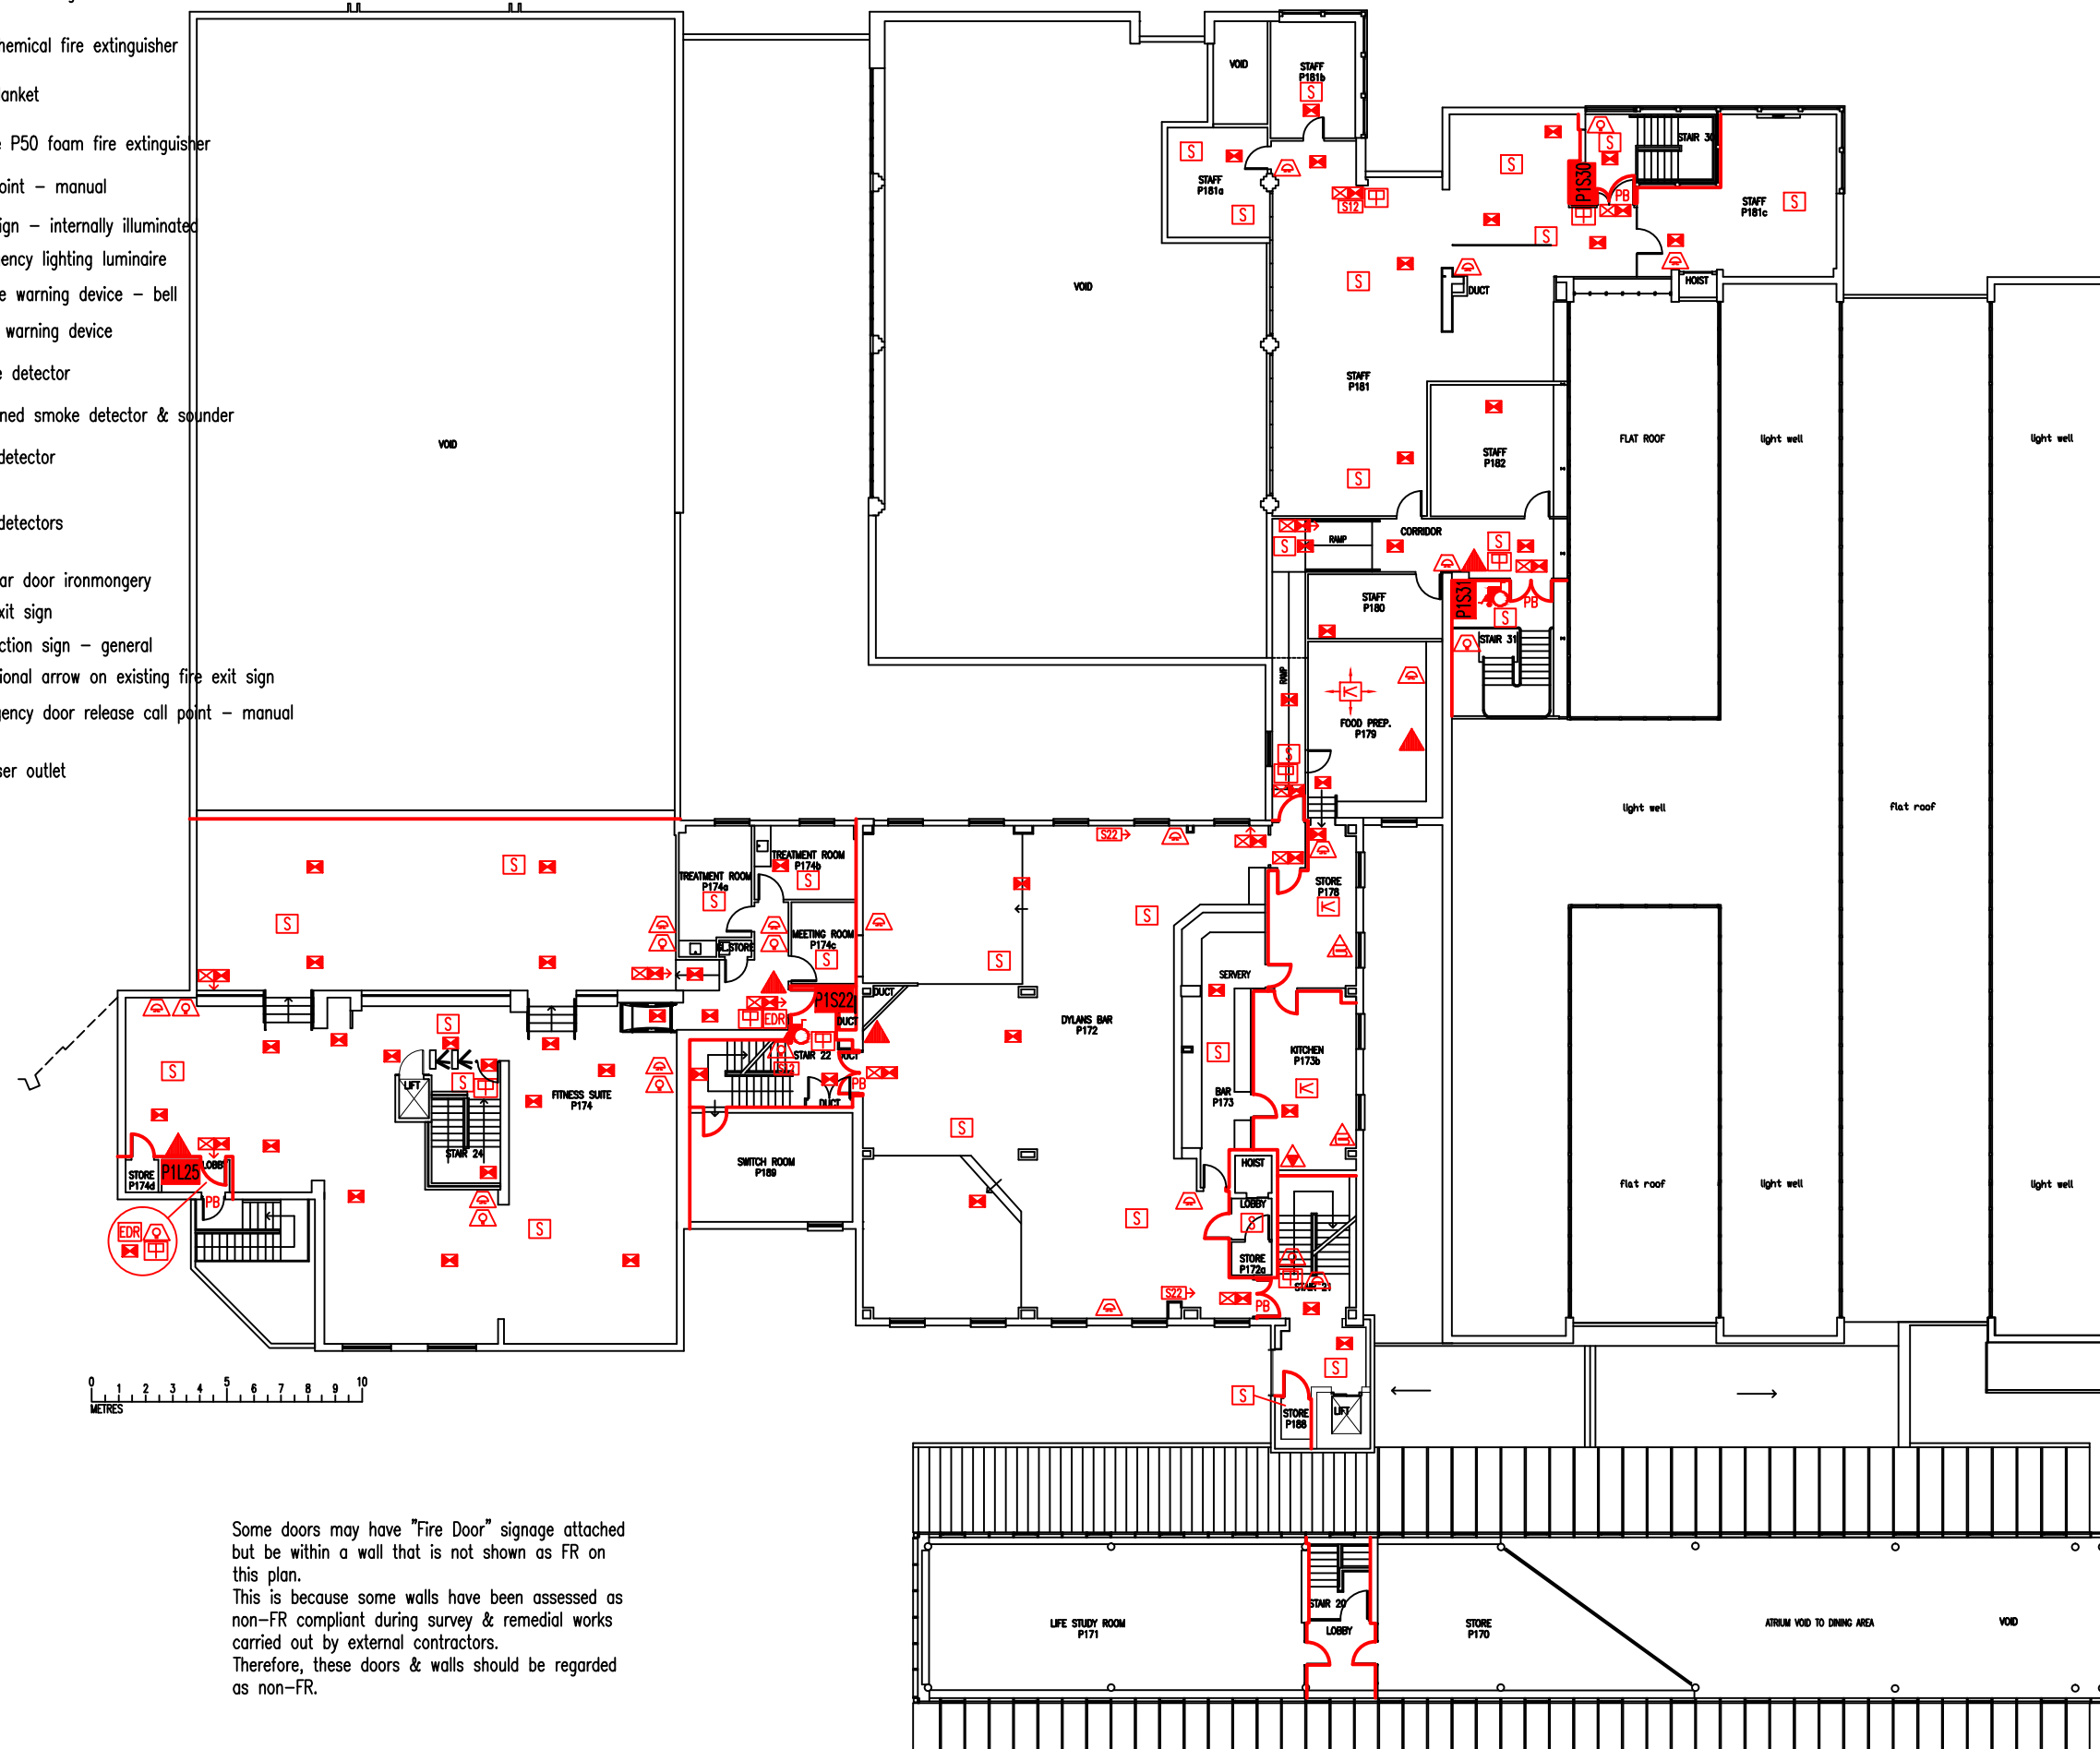 hemical fire extinguisher
anket
P50 foam fire extinguisher
oint – manual
ign – internally illuminated
ency lighting luminaire
e warning device – bell
warning device
e detector
ned smoke detector & sounder
detector
detectors
ar door ironmongery
xit sign
ction sign – general
ional arrow on existing fire exit sign
gency door release call point – manual
ser outlet
VOID
VOID
VOID
STAFF
P181b
S
STAFF
P181a
S
S
S12
S
P1S30
S
STAIR 30
PB
STAFF
P181c
S
S
HOIST
DUCT
S
STAFF
P181
S
STAFF
P182
FLAT ROOF
light well
light well
CORRIDOR
RAMP
S
S
STAFF
P180
P1S31
PB
S
STAIR 31
RAMP
K
FOOD PREP.
P179
S
light well
flat roof
S
S
TREATMENT ROOM
P174a
S
TREATMENT ROOM
P174b
S
MEETING ROOM
P174c
S
EL.STORE
P1S22
DUCT
DUCT
DUCT
DUCT
EDR
STAIR 22
S12
PB
S22
S
S
STORE
P178
K
SERVERY
DYLANS BAR
P172
S
BAR
P173
KITCHEN
P173b
K
S
S
S
LIFT
STAIR 24
FITNESS SUITE
P174
S
STORE
P174d
P1L25
LOBBY
PB
EDR
S
SWITCH ROOM
P189
S
S
HOIST
LOBBY
S
STORE
P172a
STAIR 21
S22
PB
S
S
STORE
P188
LIFT
flat roof
light well
light well
0 1 2 3 4 5 6 7 8 9 10
METRES
Some doors may have "Fire Door" signage attached
but be within a wall that is not shown as FR on
this plan.
This is because some walls have been assessed as
non–FR compliant during survey & remedial works
carried out by external contractors.
Therefore, these doors & walls should be regarded
as non–FR.
LIFE STUDY ROOM
P171
STAIR 20
LOBBY
STORE
P170
ATRIUM VOID TO DINING AREA
VOID